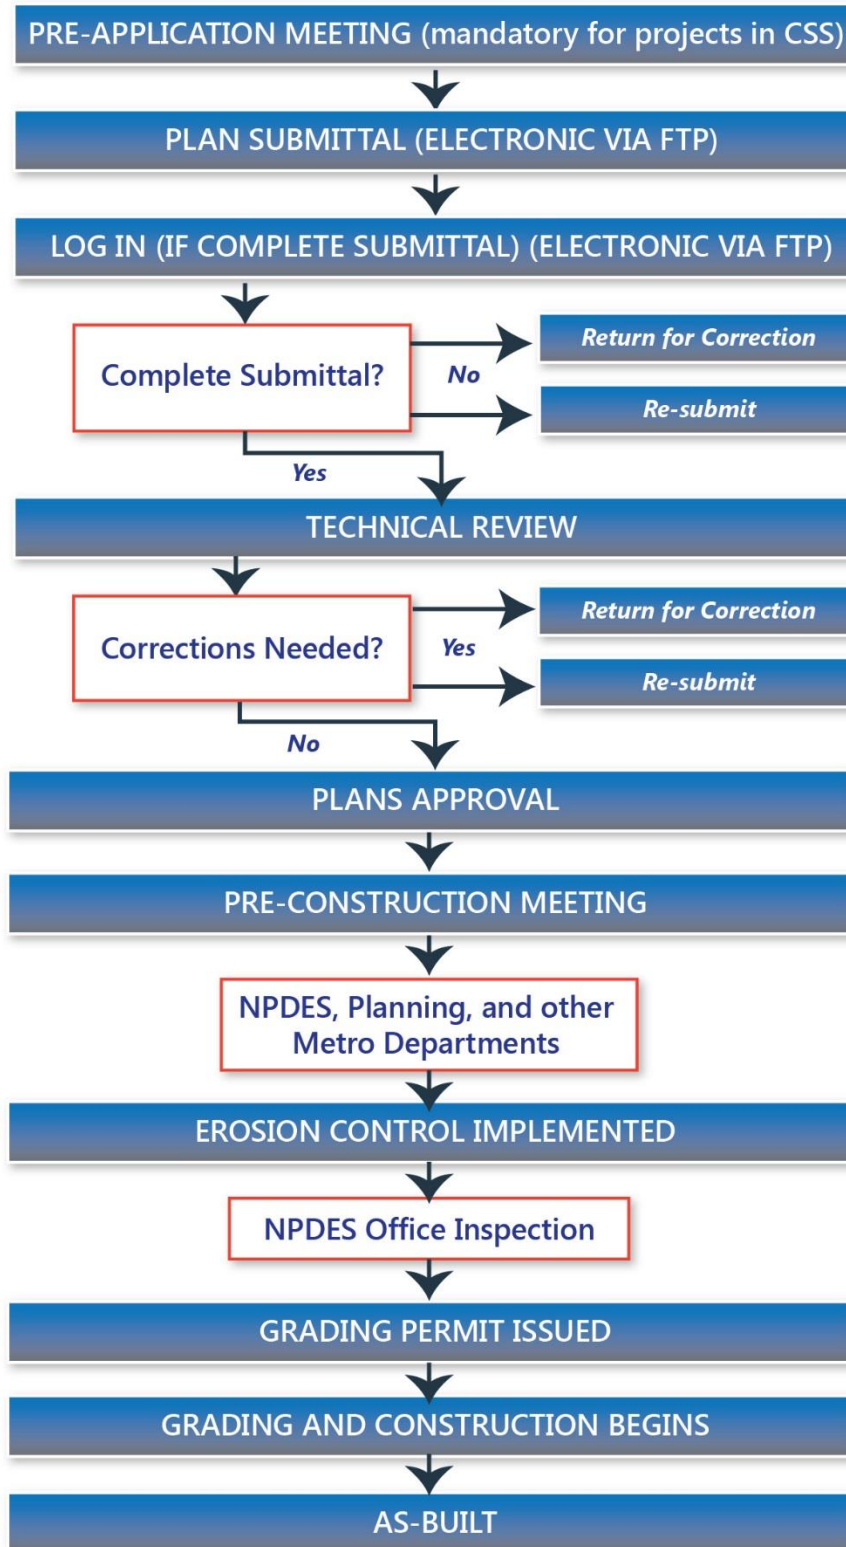 PRE-APPLICATION MEETING (mandatory for projects in CSS)
PLAN SUBMITTAL (ELECTRONIC VIA FTP)
LOG IN (IF COMPLETE SUBMITTAL) (ELECTRONIC VIA FTP)
Complete Submittal?
No
Return for Correction
Re-submit
Yes
TECHNICAL REVIEW
Corrections Needed?
Yes
Return for Correction
Re-submit
No
PLANS APPROVAL
PRE-CONSTRUCTION MEETING
NPDES, Planning, and other
Metro Departments
EROSION CONTROL IMPLEMENTED
NPDES Office Inspection
GRADING PERMIT ISSUED
GRADING AND CONSTRUCTION BEGINS
AS-BUILT